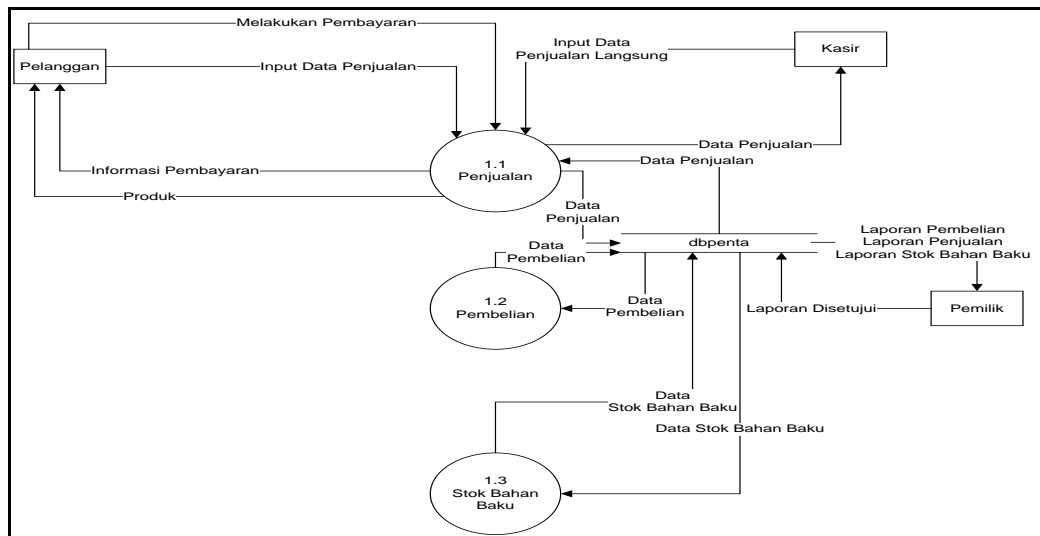 Melakukan Pembayaran
Pelanggan
Input Data Penjualan
Input Data
Penjualan Langsung
Kasir
Data Penjualan
Data Penjualan
1.1
Penjualan
Informasi Pembayaran
Produk
Data
Penjualan
dbpenta
Laporan Pembelian
Laporan Penjualan
Laporan Stok Bahan Baku
Data
Pembelian
1.2
Pembelian
Data
Pembelian
Laporan Disetujui
Pemilik
Data
Stok Bahan Baku
Data Stok Bahan Baku
1.3
Stok Bahan
Baku